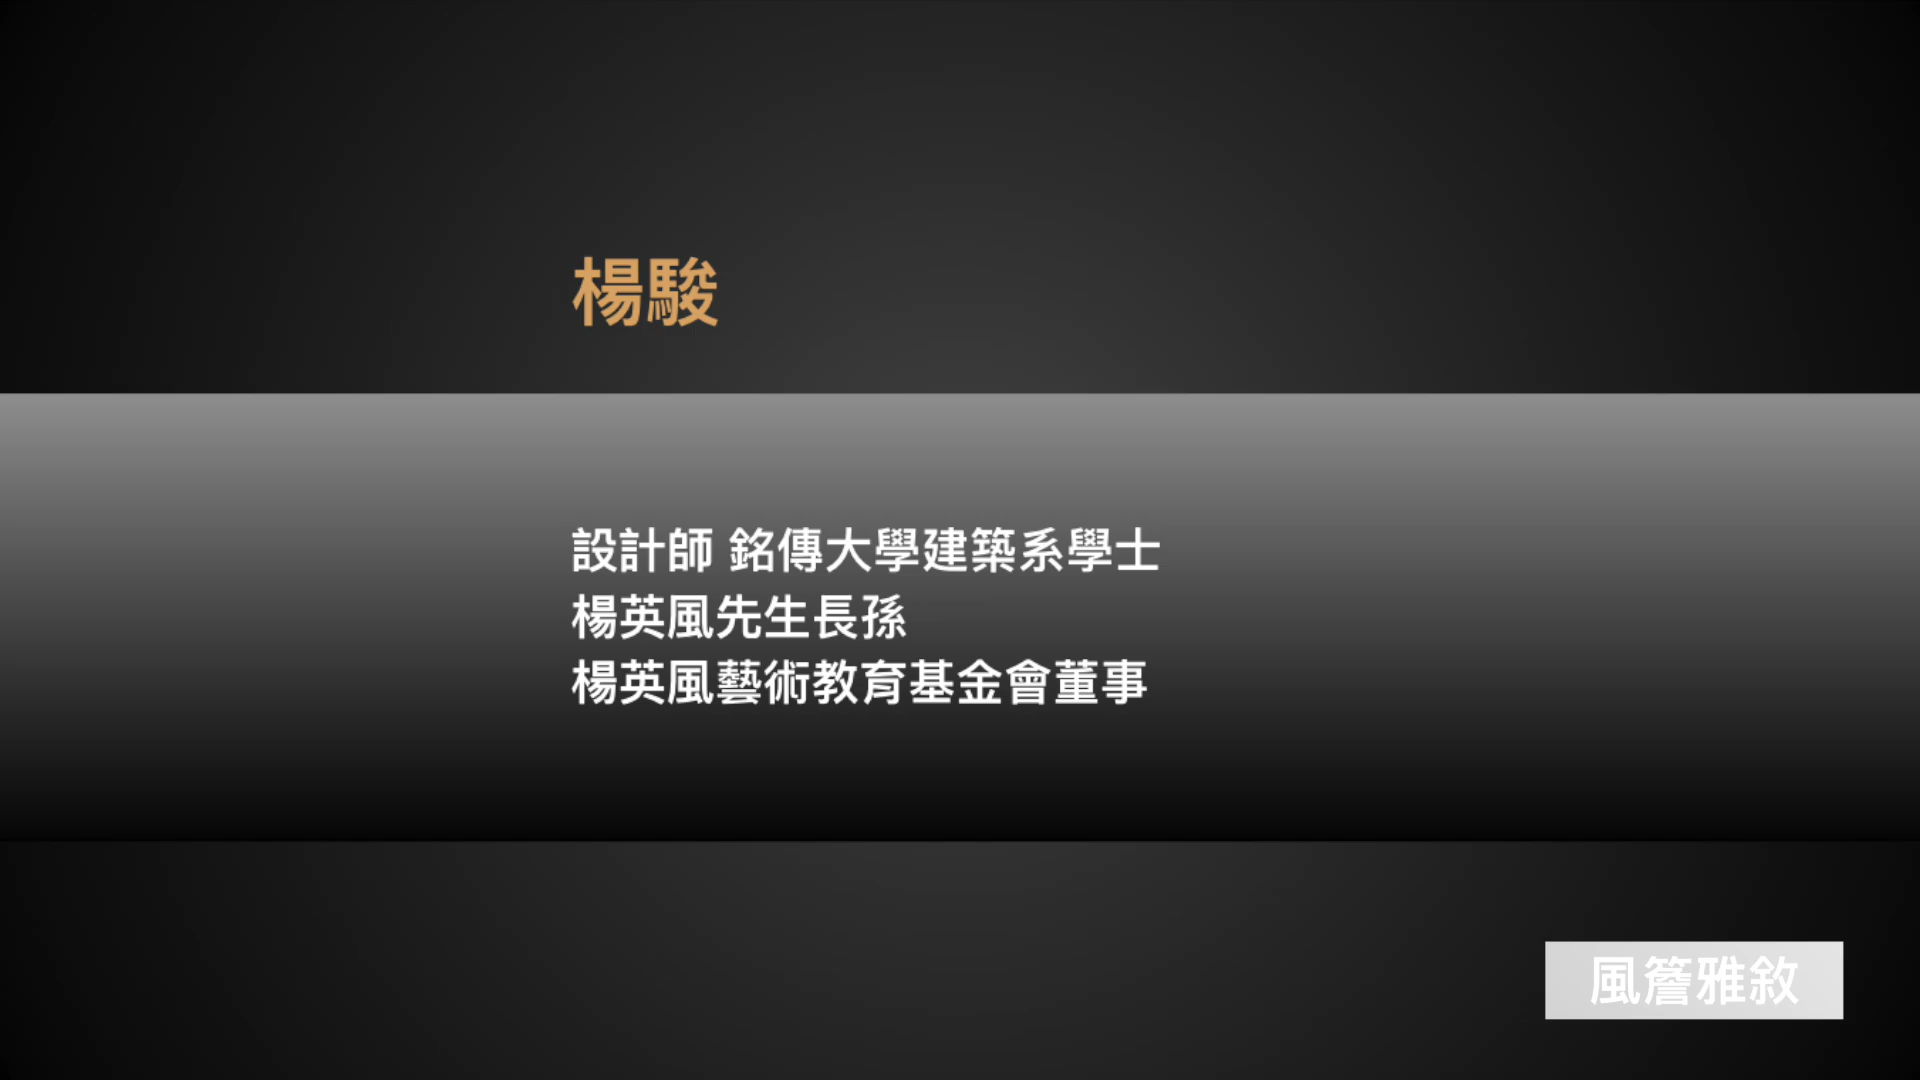 楊駿
設計師 銘傳大學建築系學士
楊英風先生長孫
楊英風藝術教育基金會董事
風簷雅敘